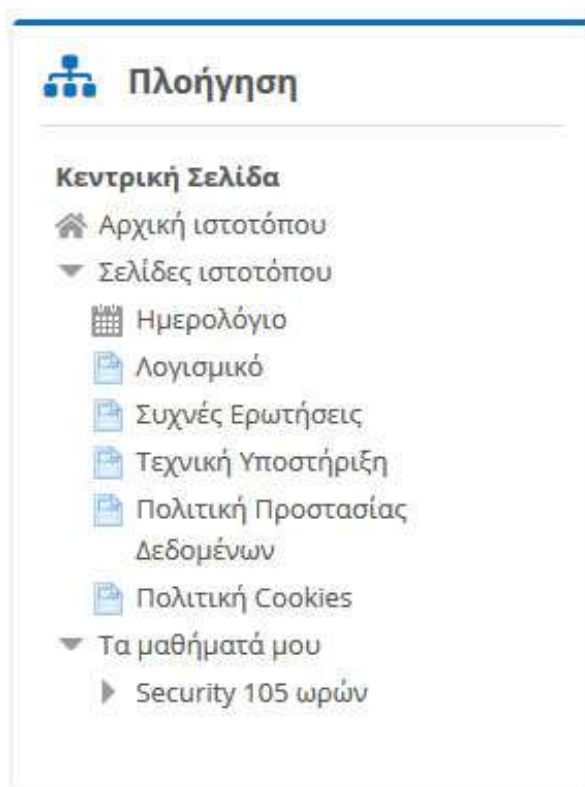 Πλοήγηση
Κεντρική Σελίδα
Αρχική ιστοτόπου
Σελίδες ιστοτόπου
Ημερολόγιο
Λογισμικό
Συχνές Ερωτήσεις
Τεχνική Υποστήριξη
Πολιτική Προστασίας
Δεδομένων
Πολιτική Cookies
Τα μαθήματά μου
Security 105 ωρών